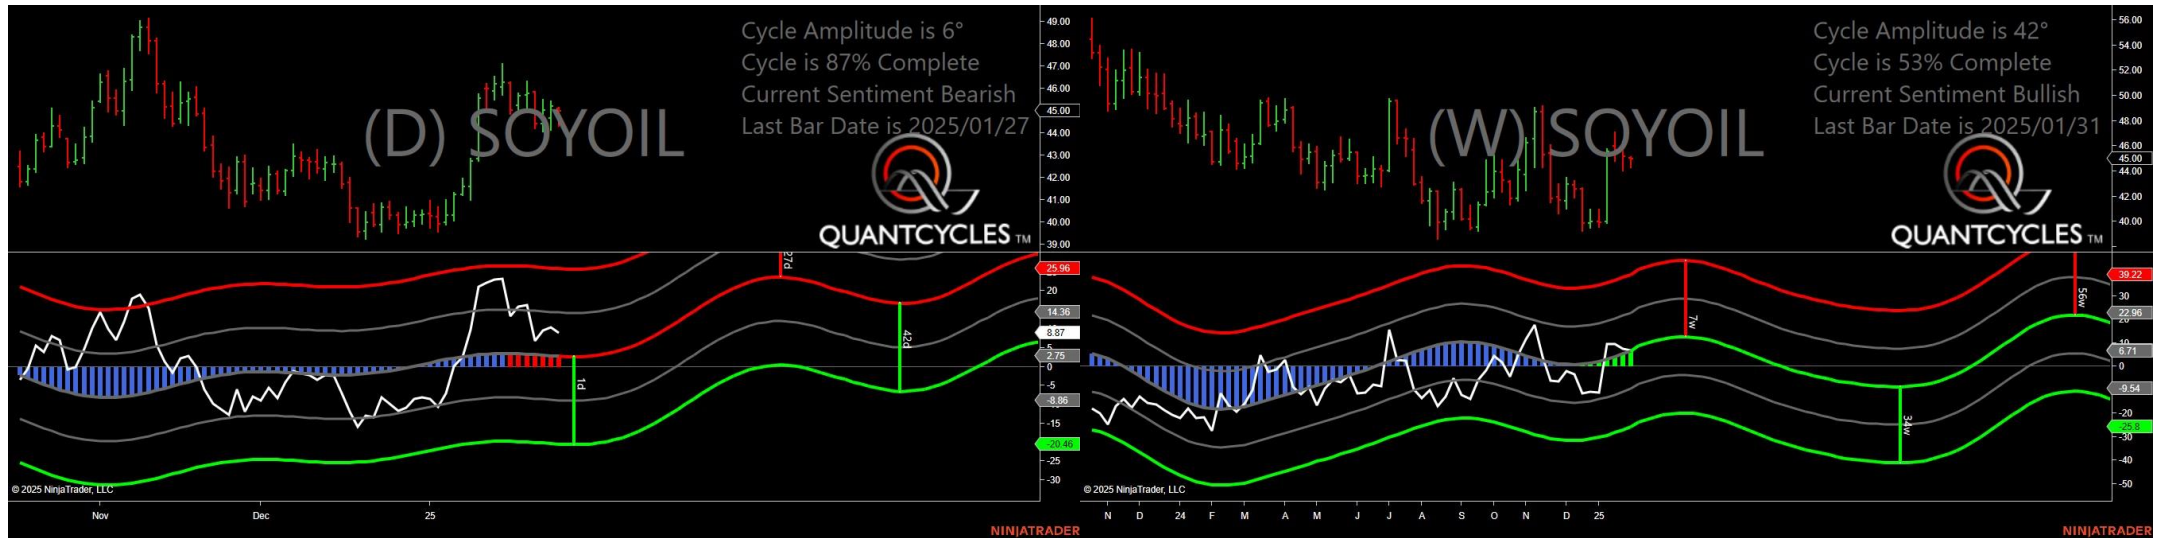 Cycle Amplitude is 6°
Cycle is 87% Complete
Current Sentiment Bearish
Last Bar Date is 2025/01/27
(D) SOYOIL
QUANTCYCLES TM
49.00
48.00
47.00
46.00
45.00
44.00
43.00
42.00
41.00
40.00
39.00
27d
25.96
20
14.36
8.87
5
2.75
0
-5
-8.86
-15
-20.46
-25
-30
42d
1d
© 2025 NinjaTrader, LLC
Nov Dec 25
NINJATRADER
Cycle Amplitude is 42°
Cycle is 53% Complete
Current Sentiment Bullish
Last Bar Date is 2025/01/31
(W) SOYOIL
QUANTCYCLES TM
56.00
54.00
52.00
50.00
48.00
46.00
45.00
44.00
42.00
40.00
39.22
30
22.96
10
6.71
0
-9.54
-20
-25.8
-30
-40
-50
7w
34w
56w
© 2025 NinjaTrader, LLC
N D 24 F M A M J J A S O N D 25
NINJATRADER